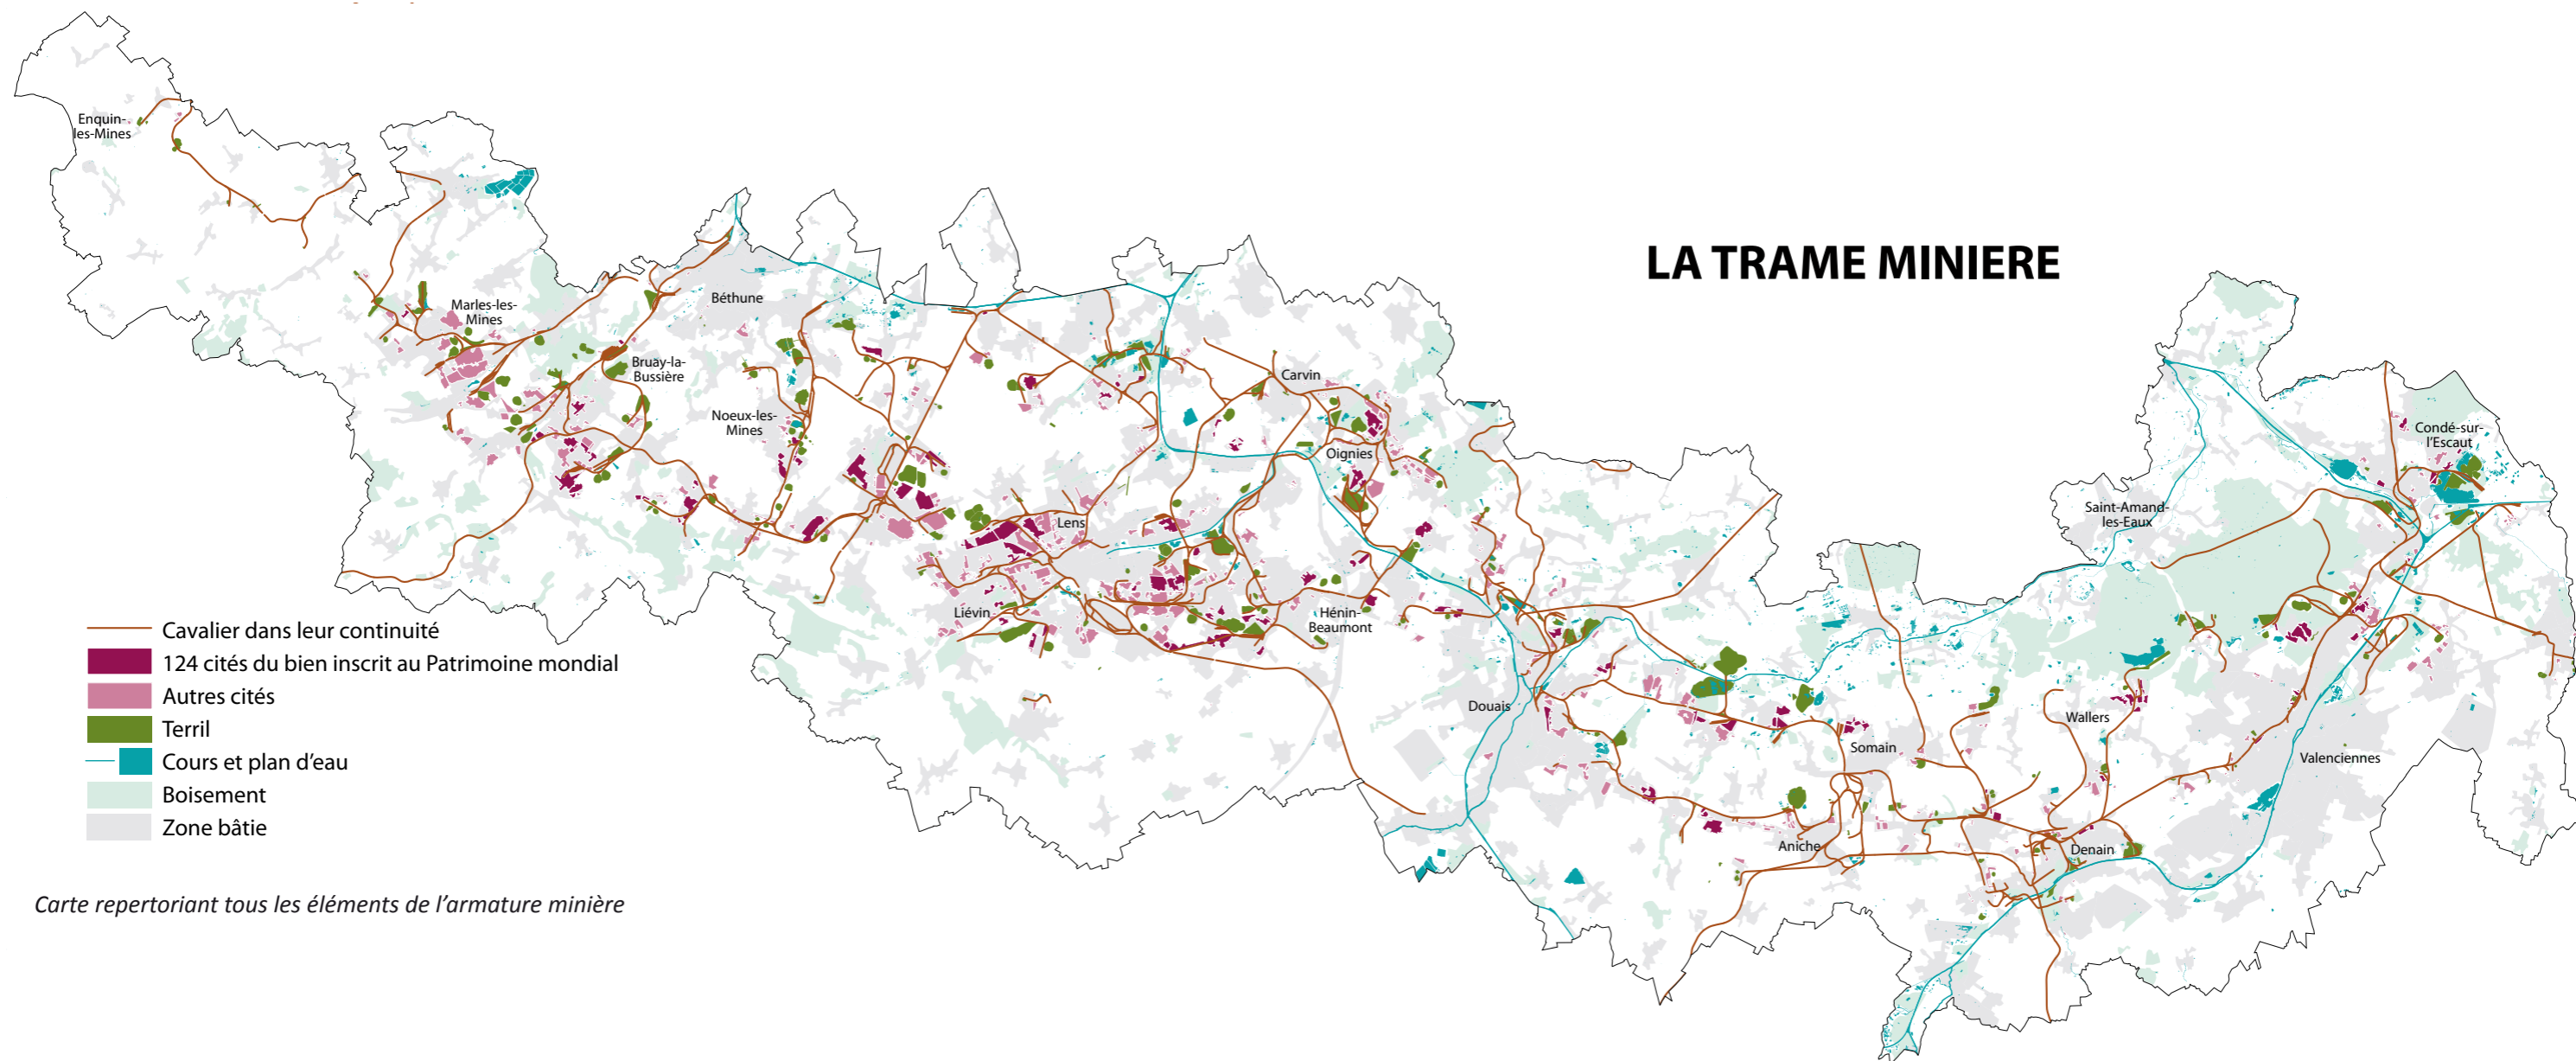 LA TRAME MINIERE
Enquin-
les-Mines
Marles-les-
Mines
Béthune
Bruay-la-
Bussière
Noeux-les-
Mines
Carvin
Oignies
Lens
Liévin
Hénin-
Beaumont
Douais
Condé-sur-
l'Escaut
Saint-Amand-
les-Eaux
Wallers
Somain
Valenciennes
Aniche
Denain
Cavalier dans leur continuité
124 cités du bien inscrit au Patrimoine mondial
Autres cités
Terril
Cours et plan d'eau
Boisement
Zone bâtie
Carte repertoriant tous les éléments de l'armature minière